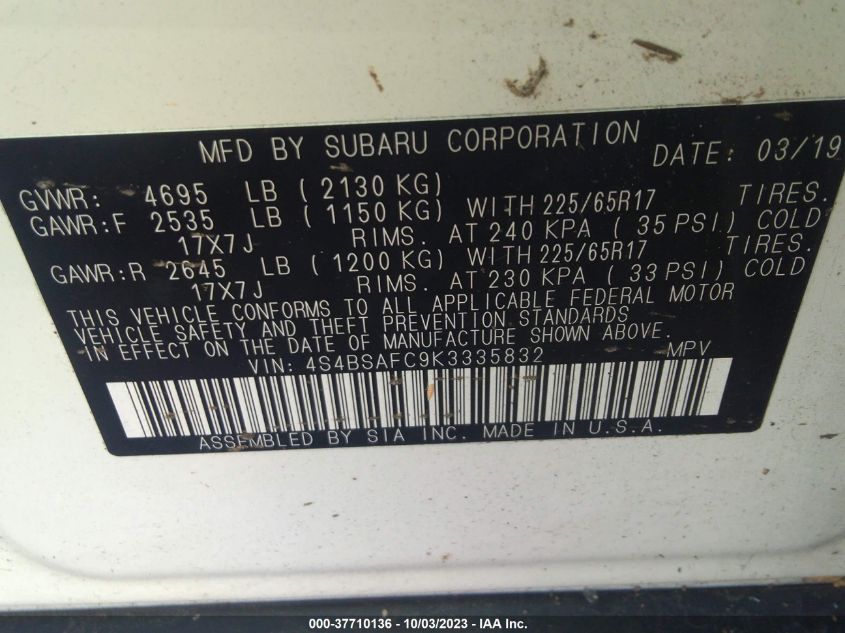 MFD BY SUBARU CORPORATION DATE: 03/19
GVWR: 4695 LB ( 2130 KG)
GAWR:F 2535 LB ( 1150 KG) WITH 225/65R17 TIRES.
17X7J RIMS. AT 240 KPA ( 35 PSI) COLD
GAWR:R 2645 LB ( 1200 KG) WITH 225/65R17 TIRES.
17X7J RIMS. AT 230 KPA ( 33 PSI) COLD
THIS VEHICLE CONFORMS TO ALL APPLICABLE FEDERAL MOTOR
VEHICLE SAFETY AND THEFT PREVENTION STANDARDS
IN EFFECT ON THE DATE OF MANUFACTURE SHOWN ABOVE.
VIN: 4S4BSAFC9K3335832 MPV
ASSEMBLED BY SIA INC. MADE IN U.S.A.
000-37710136 - 10/03/2023 - IAA Inc.